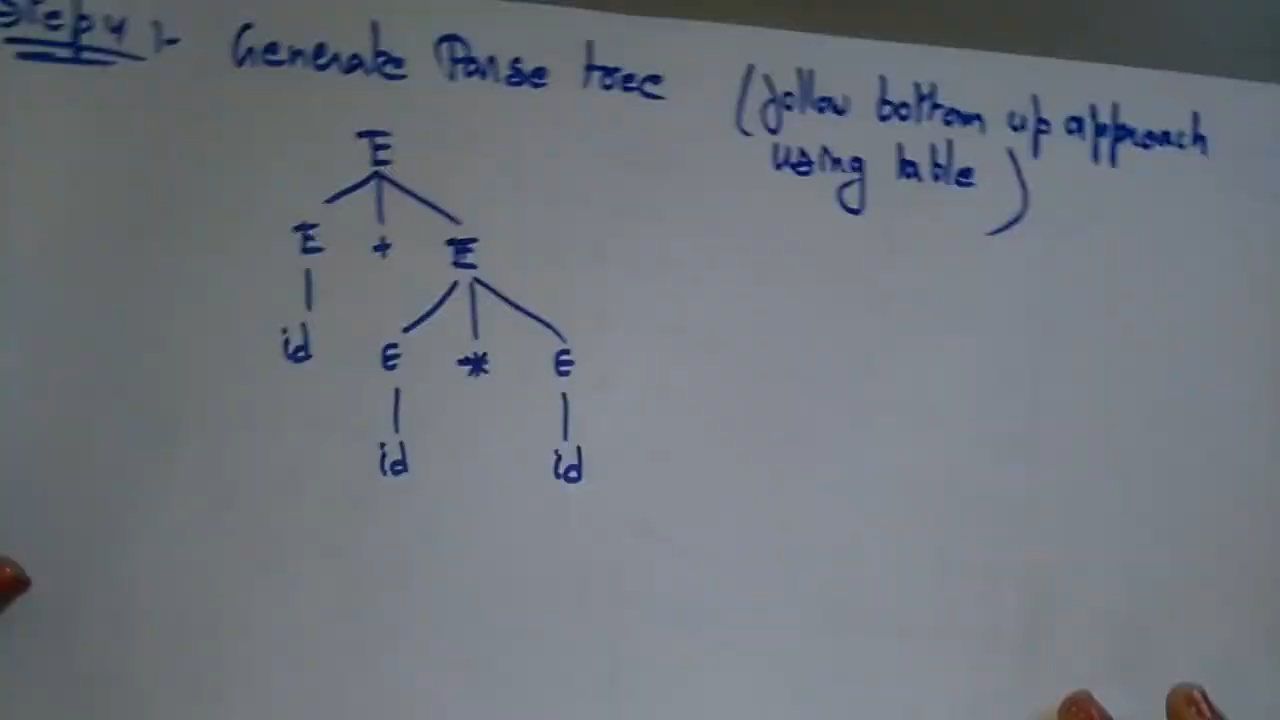 Step 4 :- Generate Parse tree (follow bottom up approach
using table)
E
E + E
id E * E
id id